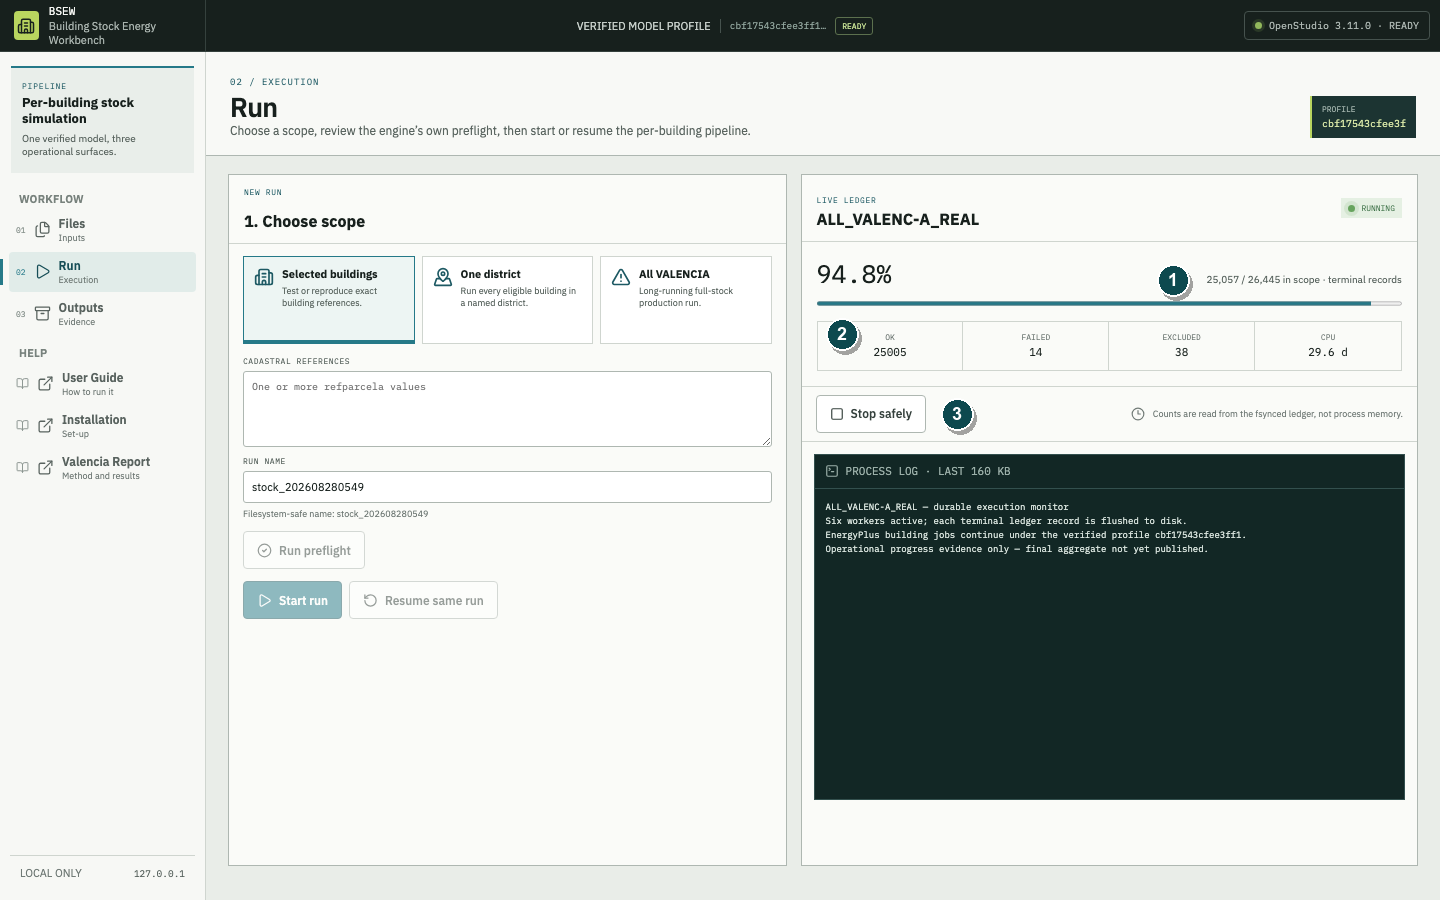 BSEW
Building Stock Energy
Workbench
VERIFIED MODEL PROFILE
cbf17543cfee3ff1…
READY
OpenStudio 3.11.0 · READY
PIPELINE
Per-building stock
simulation
One verified model, three
operational surfaces.
WORKFLOW
01
Files
Inputs
02
Run
Execution
03
Outputs
Evidence
HELP
User Guide
How to run it
Installation
Set-up
Valencia Report
Method and results
LOCAL ONLY
127.0.0.1
02 / EXECUTION
Run
Choose a scope, review the engine’s own preflight, then start or resume the per-building pipeline.
PROFILE
cbf17543cfee3f
NEW RUN
1. Choose scope
Selected buildings
Test or reproduce exact
building references.
One district
Run every eligible building in
a named district.
All VALENCIA
Long-running full-stock
production run.
CADASTRAL REFERENCES
One or more refparcela values
RUN NAME
stock_202608280549
Filesystem-safe name: stock_202608280549
Run preflight
Start run
Resume same run
LIVE LEDGER
ALL_VALENC-A_REAL
RUNNING
94.8%
1
25,057 / 26,445 in scope · terminal records
2
OK
25005
FAILED
14
EXCLUDED
38
CPU
29.6 d
Stop safely
3
Counts are read from the fsynced ledger, not process memory.
PROCESS LOG · LAST 160 KB
ALL_VALENC-A_REAL — durable execution monitor
Six workers active; each terminal ledger record is flushed to disk.
EnergyPlus building jobs continue under the verified profile cbf17543cfee3ff1.
Operational progress evidence only — final aggregate not yet published.